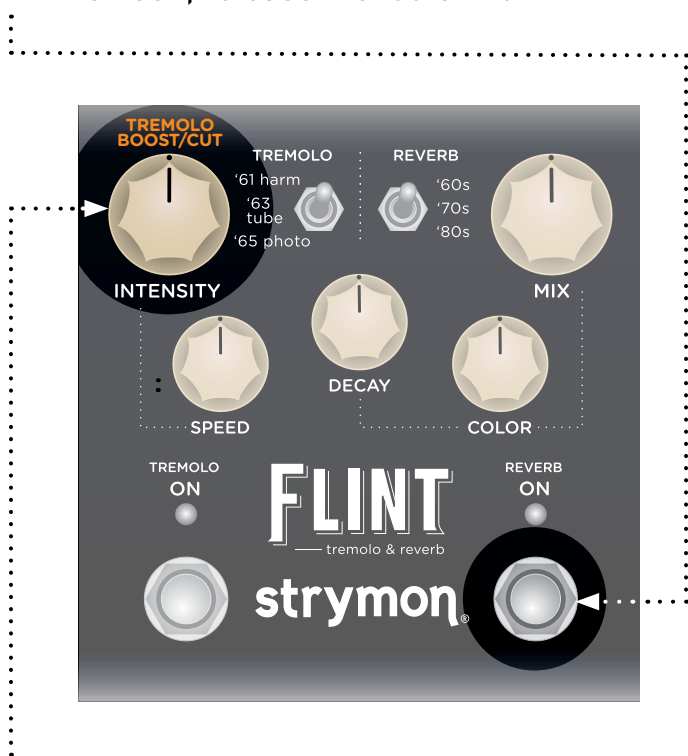 TREMOLO
BOOST/CUT
TREMOLO
REVERB
‘61 harm
‘63
tube
‘65 photo
‘60s
‘70s
‘80s
INTENSITY
MIX
DECAY
SPEED
COLOR
TREMOLO
ON
REVERB
ON
FLINT
tremolo & reverb
strymon®